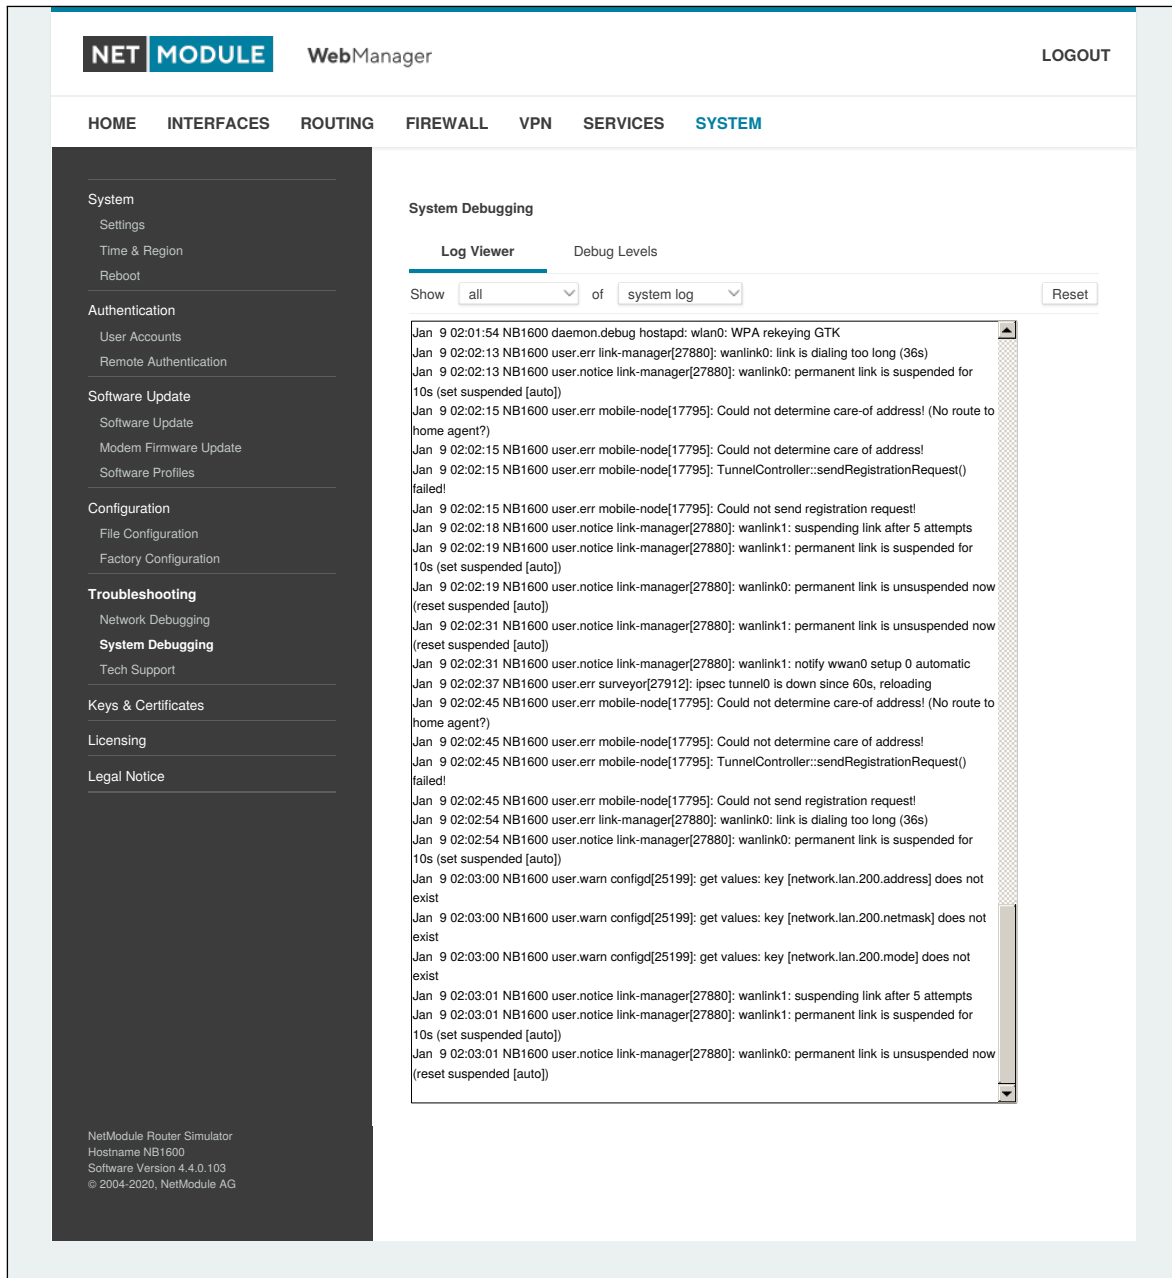 NET MODULE WebManager LOGOUT
HOME INTERFACES ROUTING FIREWALL VPN SERVICES SYSTEM
System
Settings
Time & Region
Reboot
Authentication
User Accounts
Remote Authentication
Software Update
Software Update
Modem Firmware Update
Software Profiles
Configuration
File Configuration
Factory Configuration
Troubleshooting
Network Debugging
System Debugging
Tech Support
Keys & Certificates
Licensing
Legal Notice
NetModule Router Simulator
Hostname NB1600
Software Version 4.4.0.103
© 2004-2020, NetModule AG
System Debugging
Log Viewer Debug Levels
Show all of system log Reset
Jan 9 02:01:54 NB1600 daemon.debug hostapd: wlan0: WPA rekeying GTK
Jan 9 02:02:13 NB1600 user.err link-manager[27880]: wanlink0: link is dialing too long (36s)
Jan 9 02:02:13 NB1600 user.notice link-manager[27880]: wanlink0: permanent link is suspended for
10s (set suspended [auto])
Jan 9 02:02:15 NB1600 user.err mobile-node[17795]: Could not determine care-of address! (No route to
home agent?)
Jan 9 02:02:15 NB1600 user.err mobile-node[17795]: Could not determine care of address!
Jan 9 02:02:15 NB1600 user.err mobile-node[17795]: TunnelController::sendRegistrationRequest()
failed!
Jan 9 02:02:15 NB1600 user.err mobile-node[17795]: Could not send registration request!
Jan 9 02:02:18 NB1600 user.notice link-manager[27880]: wanlink1: suspending link after 5 attempts
Jan 9 02:02:19 NB1600 user.notice link-manager[27880]: wanlink1: permanent link is suspended for
10s (set suspended [auto])
Jan 9 02:02:19 NB1600 user.notice link-manager[27880]: wanlink0: permanent link is unsuspended now
(reset suspended [auto])
Jan 9 02:02:31 NB1600 user.notice link-manager[27880]: wanlink1: permanent link is unsuspended now
(reset suspended [auto])
Jan 9 02:02:31 NB1600 user.notice link-manager[27880]: wanlink1: notify wwan0 setup 0 automatic
Jan 9 02:02:37 NB1600 user.err surveyor[27912]: ipsec tunnel0 is down since 60s, reloading
Jan 9 02:02:45 NB1600 user.err mobile-node[17795]: Could not determine care-of address! (No route to
home agent?)
Jan 9 02:02:45 NB1600 user.err mobile-node[17795]: Could not determine care of address!
Jan 9 02:02:45 NB1600 user.err mobile-node[17795]: TunnelController::sendRegistrationRequest()
failed!
Jan 9 02:02:45 NB1600 user.err mobile-node[17795]: Could not send registration request!
Jan 9 02:02:54 NB1600 user.err link-manager[27880]: wanlink0: link is dialing too long (36s)
Jan 9 02:02:54 NB1600 user.notice link-manager[27880]: wanlink0: permanent link is suspended for
10s (set suspended [auto])
Jan 9 02:03:00 NB1600 user.warn configd[25199]: get values: key [network.lan.200.address] does not
exist
Jan 9 02:03:00 NB1600 user.warn configd[25199]: get values: key [network.lan.200.netmask] does not
exist
Jan 9 02:03:00 NB1600 user.warn configd[25199]: get values: key [network.lan.200.mode] does not
exist
Jan 9 02:03:01 NB1600 user.notice link-manager[27880]: wanlink1: suspending link after 5 attempts
Jan 9 02:03:01 NB1600 user.notice link-manager[27880]: wanlink1: permanent link is suspended for
10s (set suspended [auto])
Jan 9 02:03:01 NB1600 user.notice link-manager[27880]: wanlink0: permanent link is unsuspended now
(reset suspended [auto])